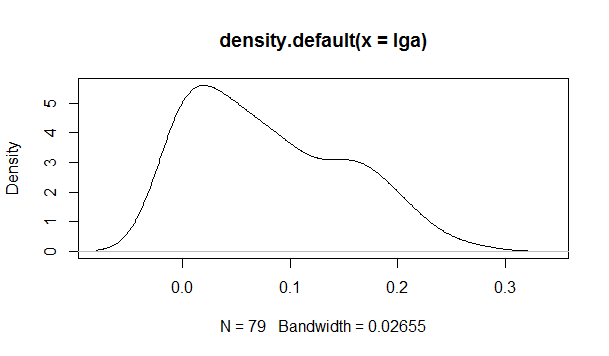 density.default(x = lga)
Density
0 1 2 3 4 5
0.0 0.1 0.2 0.3
N = 79 Bandwidth = 0.02655